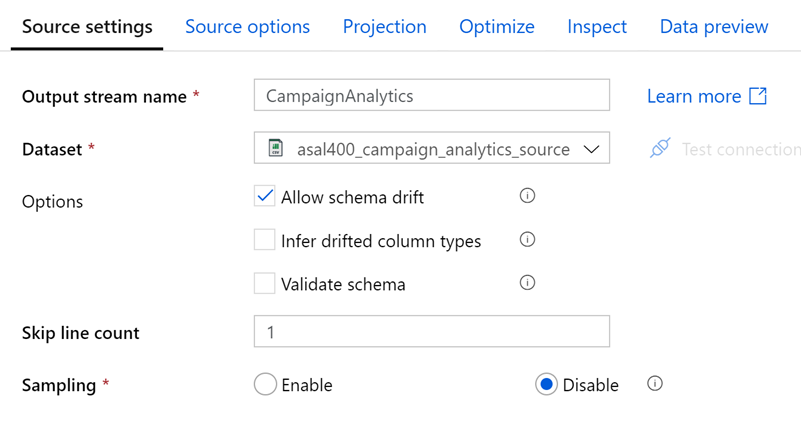 Source settings Source options Projection Optimize Inspect Data preview
Output stream name * CampaignAnalytics Learn more
Dataset * asal400_campaign_analytics_source Test connection
Options Allow schema drift
Infer drifted column types
Validate schema
Skip line count 1
Sampling * Enable Disable